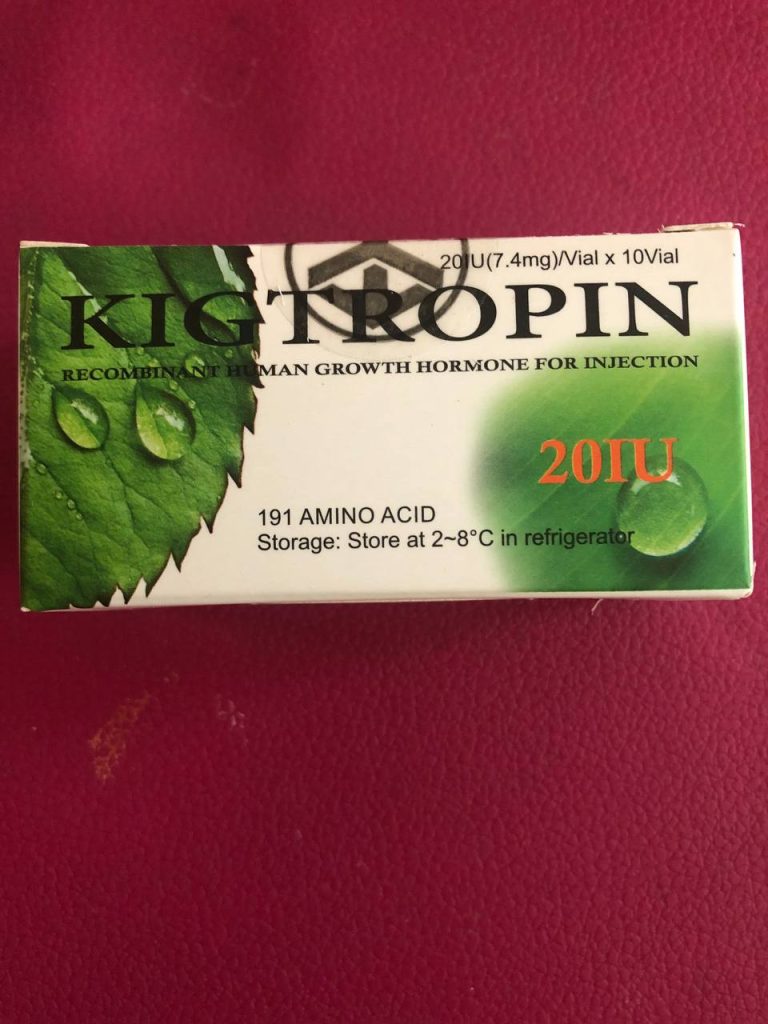 20IU(7.4mg)/Vial x 10Vial
KIGTROPIN
RECOMBINANT HUMAN GROWTH HORMONE FOR INJECTION
20IU
191 AMINO ACID
Storage: Store at 2~8°C in refrigerator